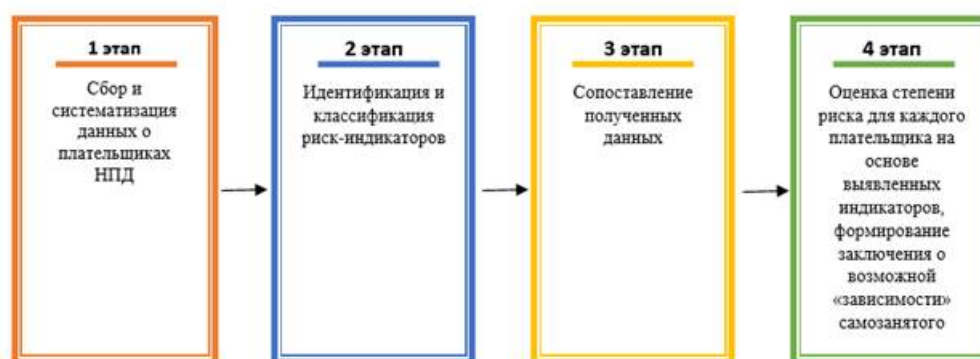 1 этап
Сбор и
систематизация
данных о
плательщиках
НПД
2 этап
Идентификация и
классификация
риск-индикаторов
3 этап
Сопоставление
полученных
данных
4 этап
Оценка степени
риска для каждого
плательщика на
основе
выявленных
индикаторов,
формирование
заключения о
возможной
«зависимости»
самозанятого